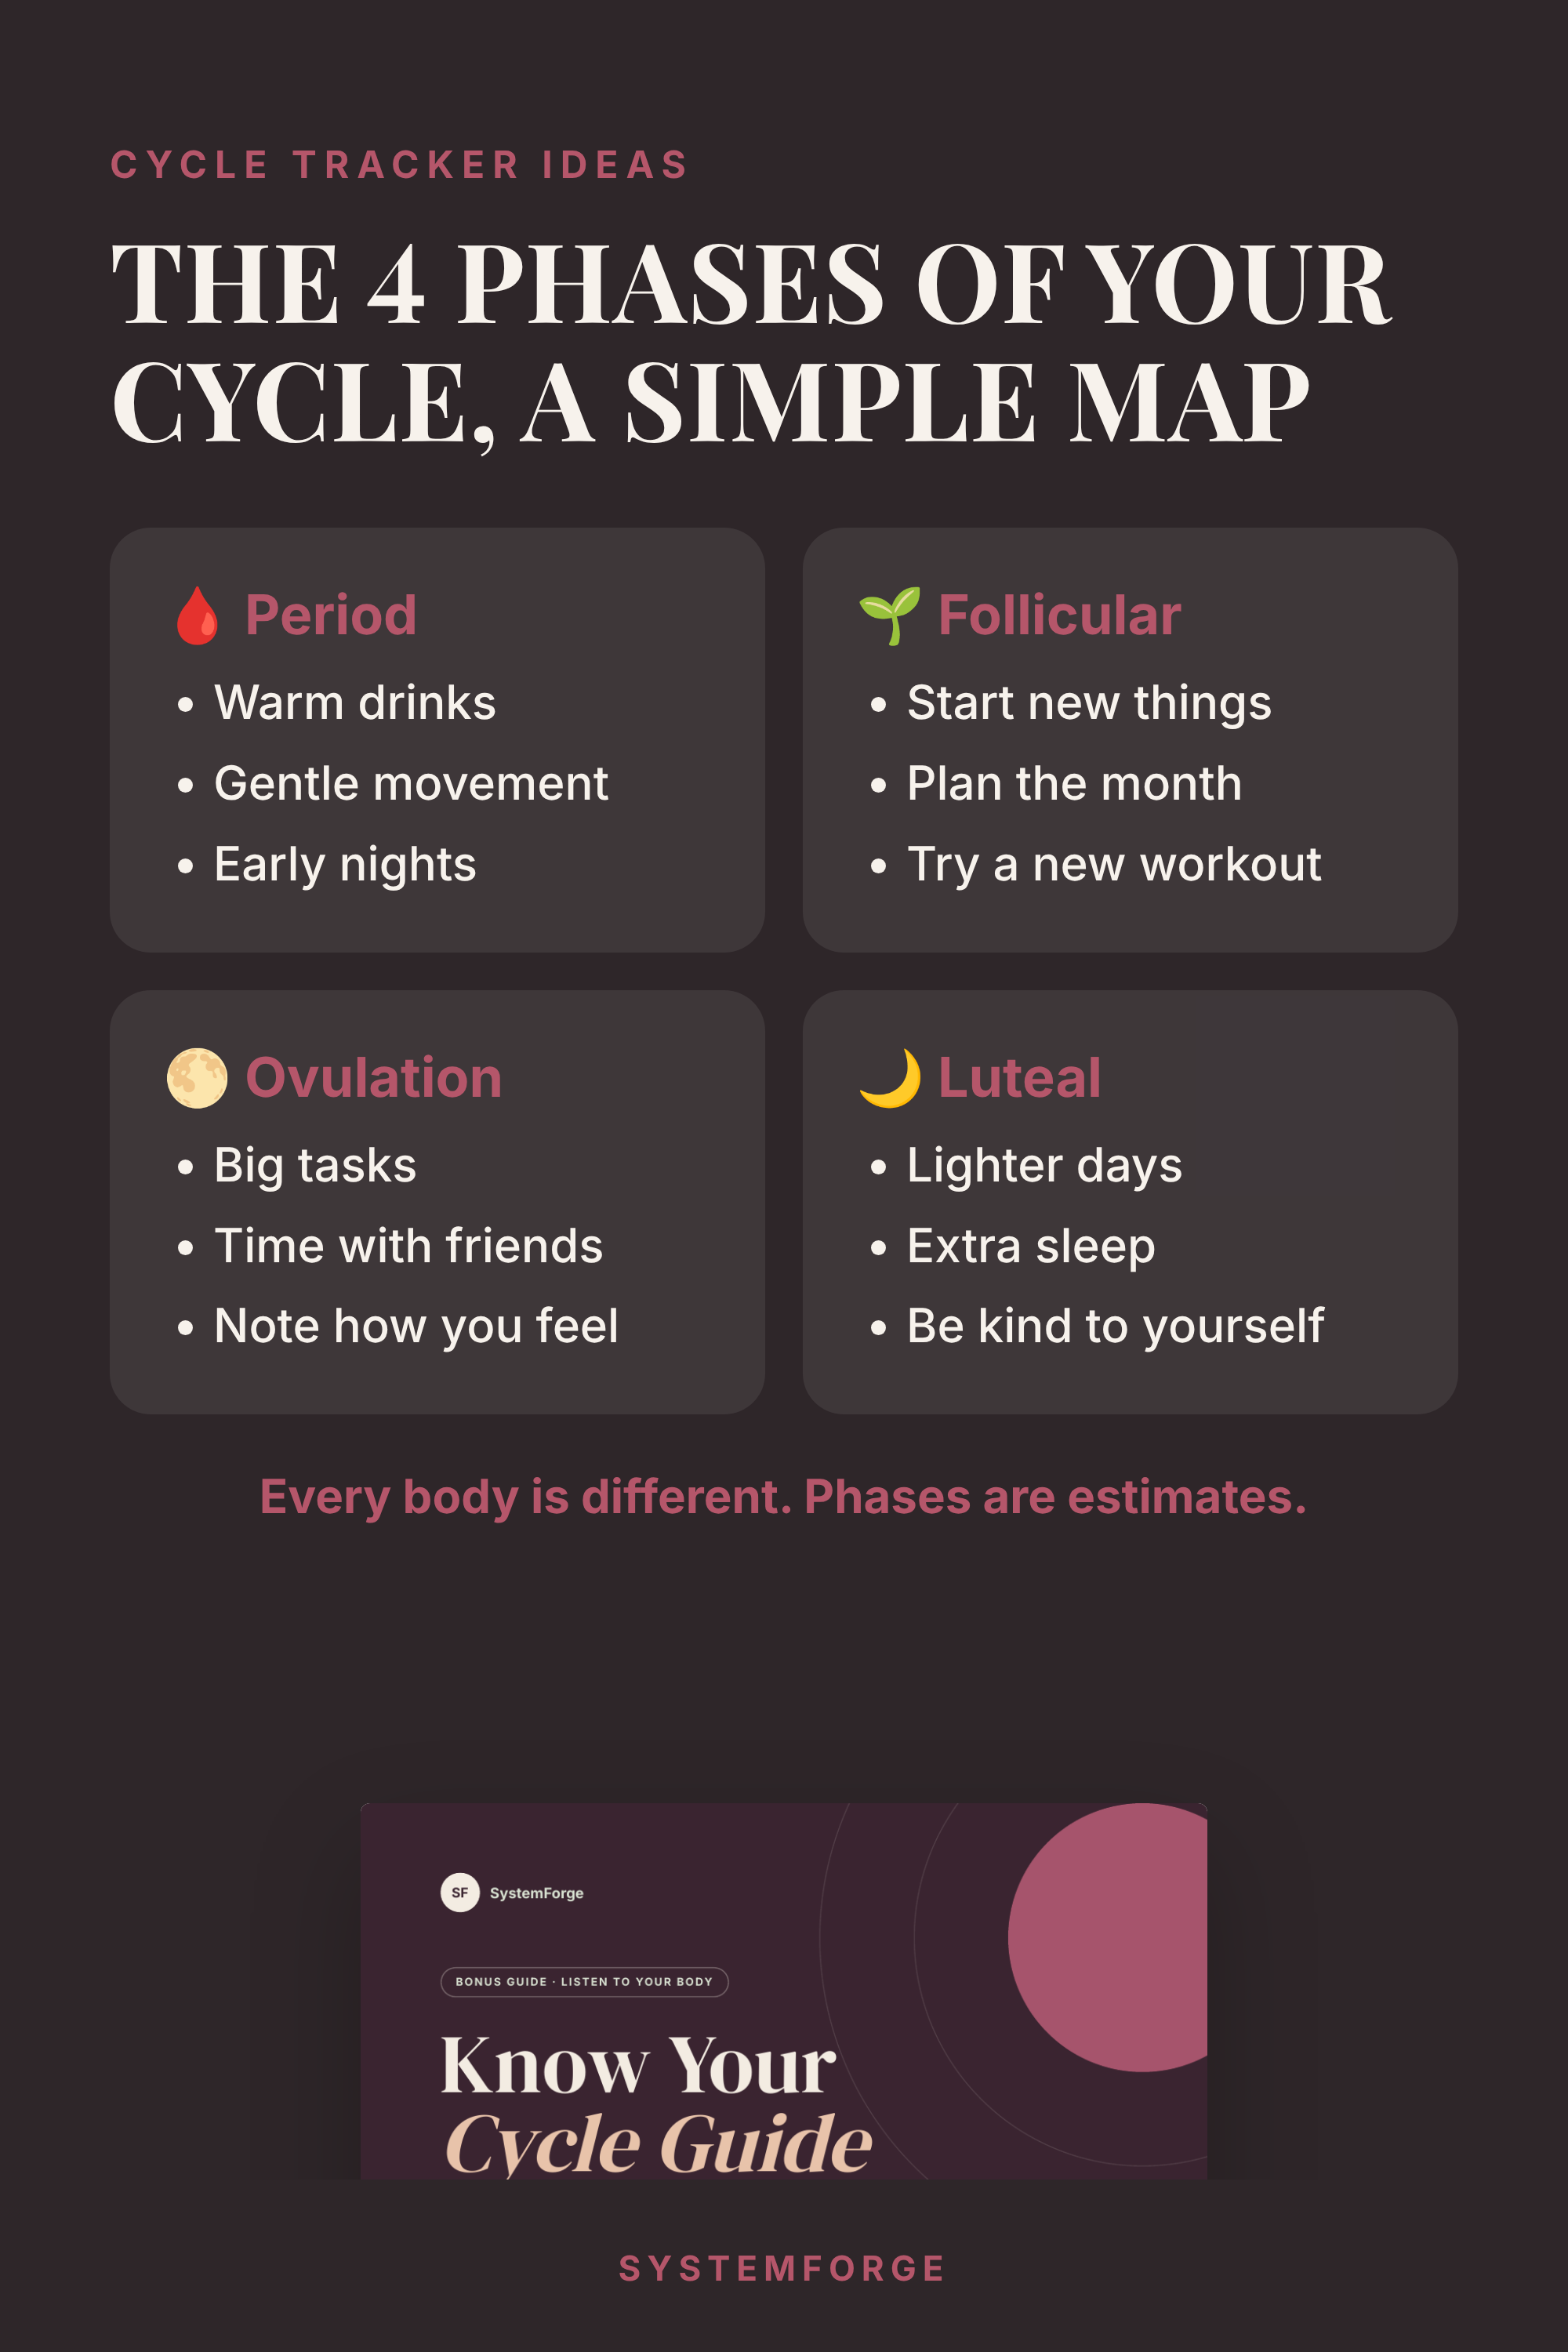 CYCLE TRACKER IDEAS
THE 4 PHASES OF YOUR
CYCLE, A SIMPLE MAP
Period
• Warm drinks
• Gentle movement
• Early nights
Follicular
• Start new things
• Plan the month
• Try a new workout
Ovulation
• Big tasks
• Time with friends
• Note how you feel
Luteal
• Lighter days
• Extra sleep
• Be kind to yourself
Every body is different. Phases are estimates.
SF SystemForge
BONUS GUIDE · LISTEN TO YOUR BODY
Know Your
Cycle Guide
SYSTEMFORGE